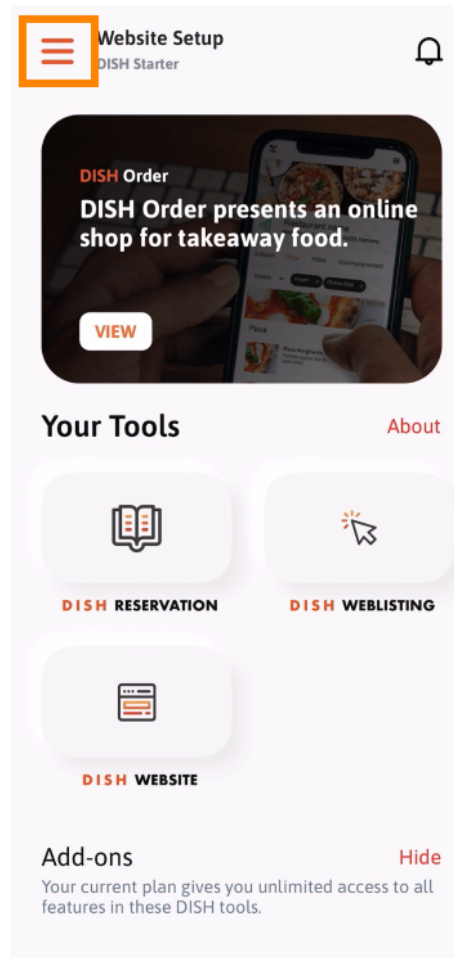 Website Setup
DISH Starter
DISH Order
DISH Order presents an online
shop for takeaway food.
VIEW
Pizza
Your Tools
About
DISH RESERVATION
DISH WEBLISTING
DISH WEBSITE
Add-ons
Hide
Your current plan gives you unlimited access to all
features in these DISH tools.